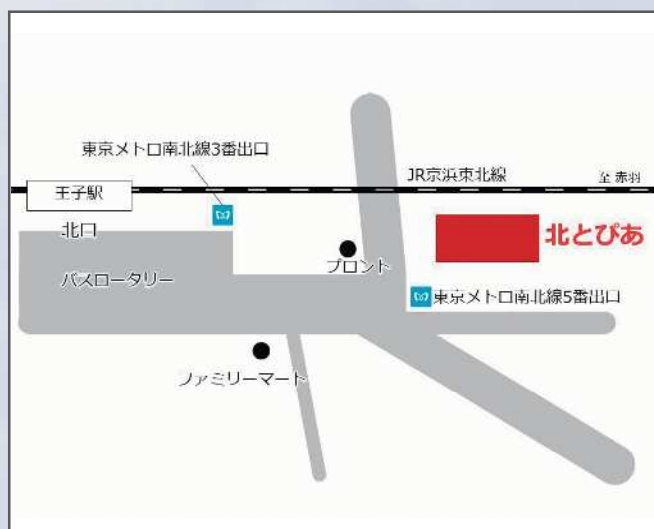 東京メトロ南北線3番出口
JR京浜東北線
至 赤羽
王子駅
北口
北とぴあ
プロント
バスロータリー
東京メトロ南北線5番出口
ファミリーマート